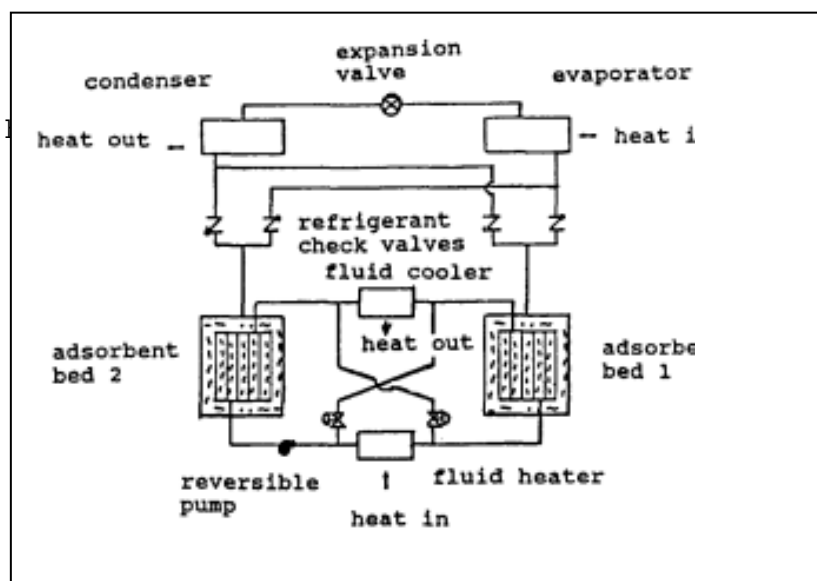 expansion
valve
condenser
evaporator
heat out
heat i
refrigerant
check valves
fluid cooler
heat out
adsorbent
bed 2
adsorbe
bed 1
reversible
pump
fluid heater
heat in